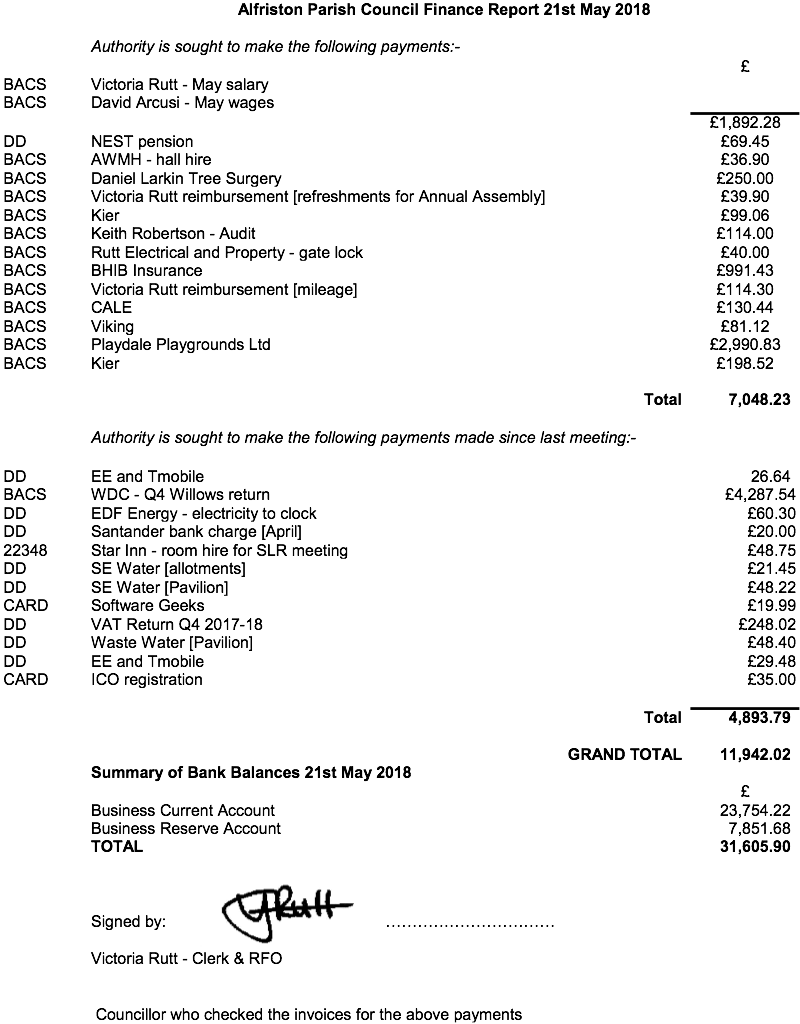 Alfriston Parish Council Finance Report 21st May 2018
Authority is sought to make the following payments:-
£
BACS Victoria Rutt - May salary
BACS David Arcusi - May wages
£1,892.28
DD NEST pension £69.45
BACS AWMH - hall hire £36.90
BACS Daniel Larkin Tree Surgery £250.00
BACS Victoria Rutt reimbursement [refreshments for Annual Assembly] £39.90
BACS Kier £99.06
BACS Keith Robertson - Audit £114.00
BACS Rutt Electrical and Property - gate lock £40.00
BACS BHIB Insurance £991.43
BACS Victoria Rutt reimbursement [mileage] £114.30
BACS CALE £130.44
BACS Viking £81.12
BACS Playdale Playgrounds Ltd £2,990.83
BACS Kier £198.52
Total 7,048.23
Authority is sought to make the following payments made since last meeting:-
DD EE and Tmobile 26.64
BACS WDC - Q4 Willows return £4,287.54
DD EDF Energy - electricity to clock £60.30
DD Santander bank charge [April] £20.00
22348 Star Inn - room hire for SLR meeting £48.75
DD SE Water [allotments] £21.45
DD SE Water [Pavilion] £48.22
CARD Software Geeks £19.99
DD VAT Return Q4 2017-18 £248.02
DD Waste Water [Pavilion] £48.40
DD EE and Tmobile £29.48
CARD ICO registration £35.00
Total 4,893.79
GRAND TOTAL 11,942.02
Summary of Bank Balances 21st May 2018
£
Business Current Account 23,754.22
Business Reserve Account 7,851.68
TOTAL 31,605.90
Signed by: VRutt ................................
Victoria Rutt - Clerk & RFO
Councillor who checked the invoices for the above payments